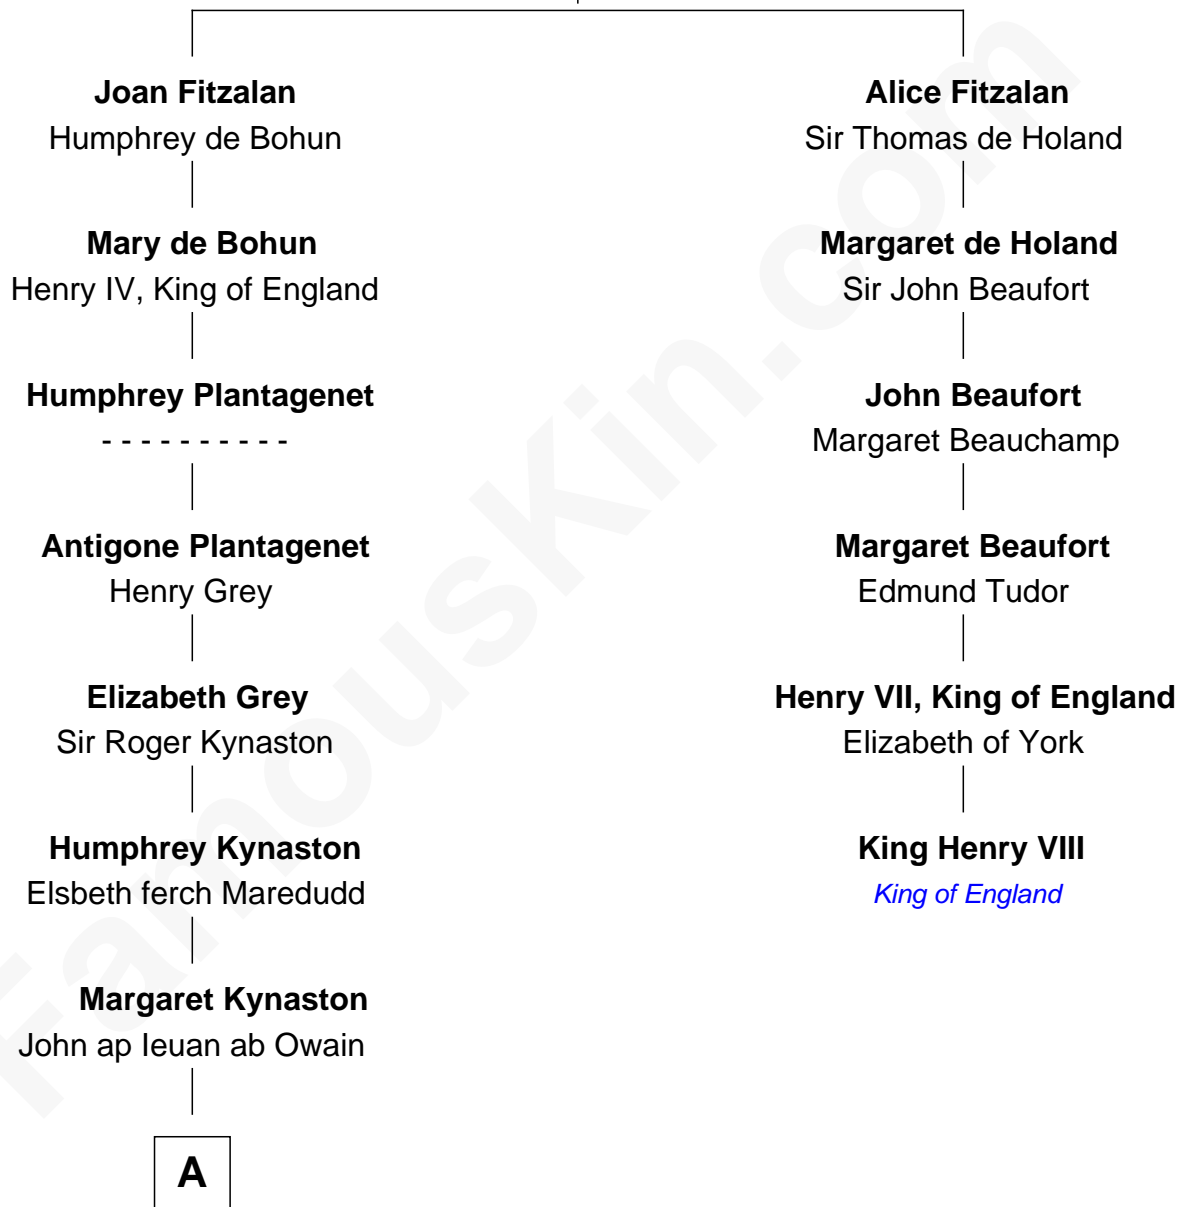 Joan Fitzalan
Humphrey de Bohun
Mary de Bohun
Henry IV, King of England
Humphrey Plantagenet
- - - - - - - - - -
Antigone Plantagenet
Henry Grey
Elizabeth Grey
Sir Roger Kynaston
Humphrey Kynaston
Elsbeth ferch Maredudd
Margaret Kynaston
John ap Ieuan ab Owain
A
Alice Fitzalan
Sir Thomas de Holand
Margaret de Holand
Sir John Beaufort
John Beaufort
Margaret Beauchamp
Margaret Beaufort
Edmund Tudor
Henry VII, King of England
Elizabeth of York
King Henry VIII
King of England
FamousKin.com